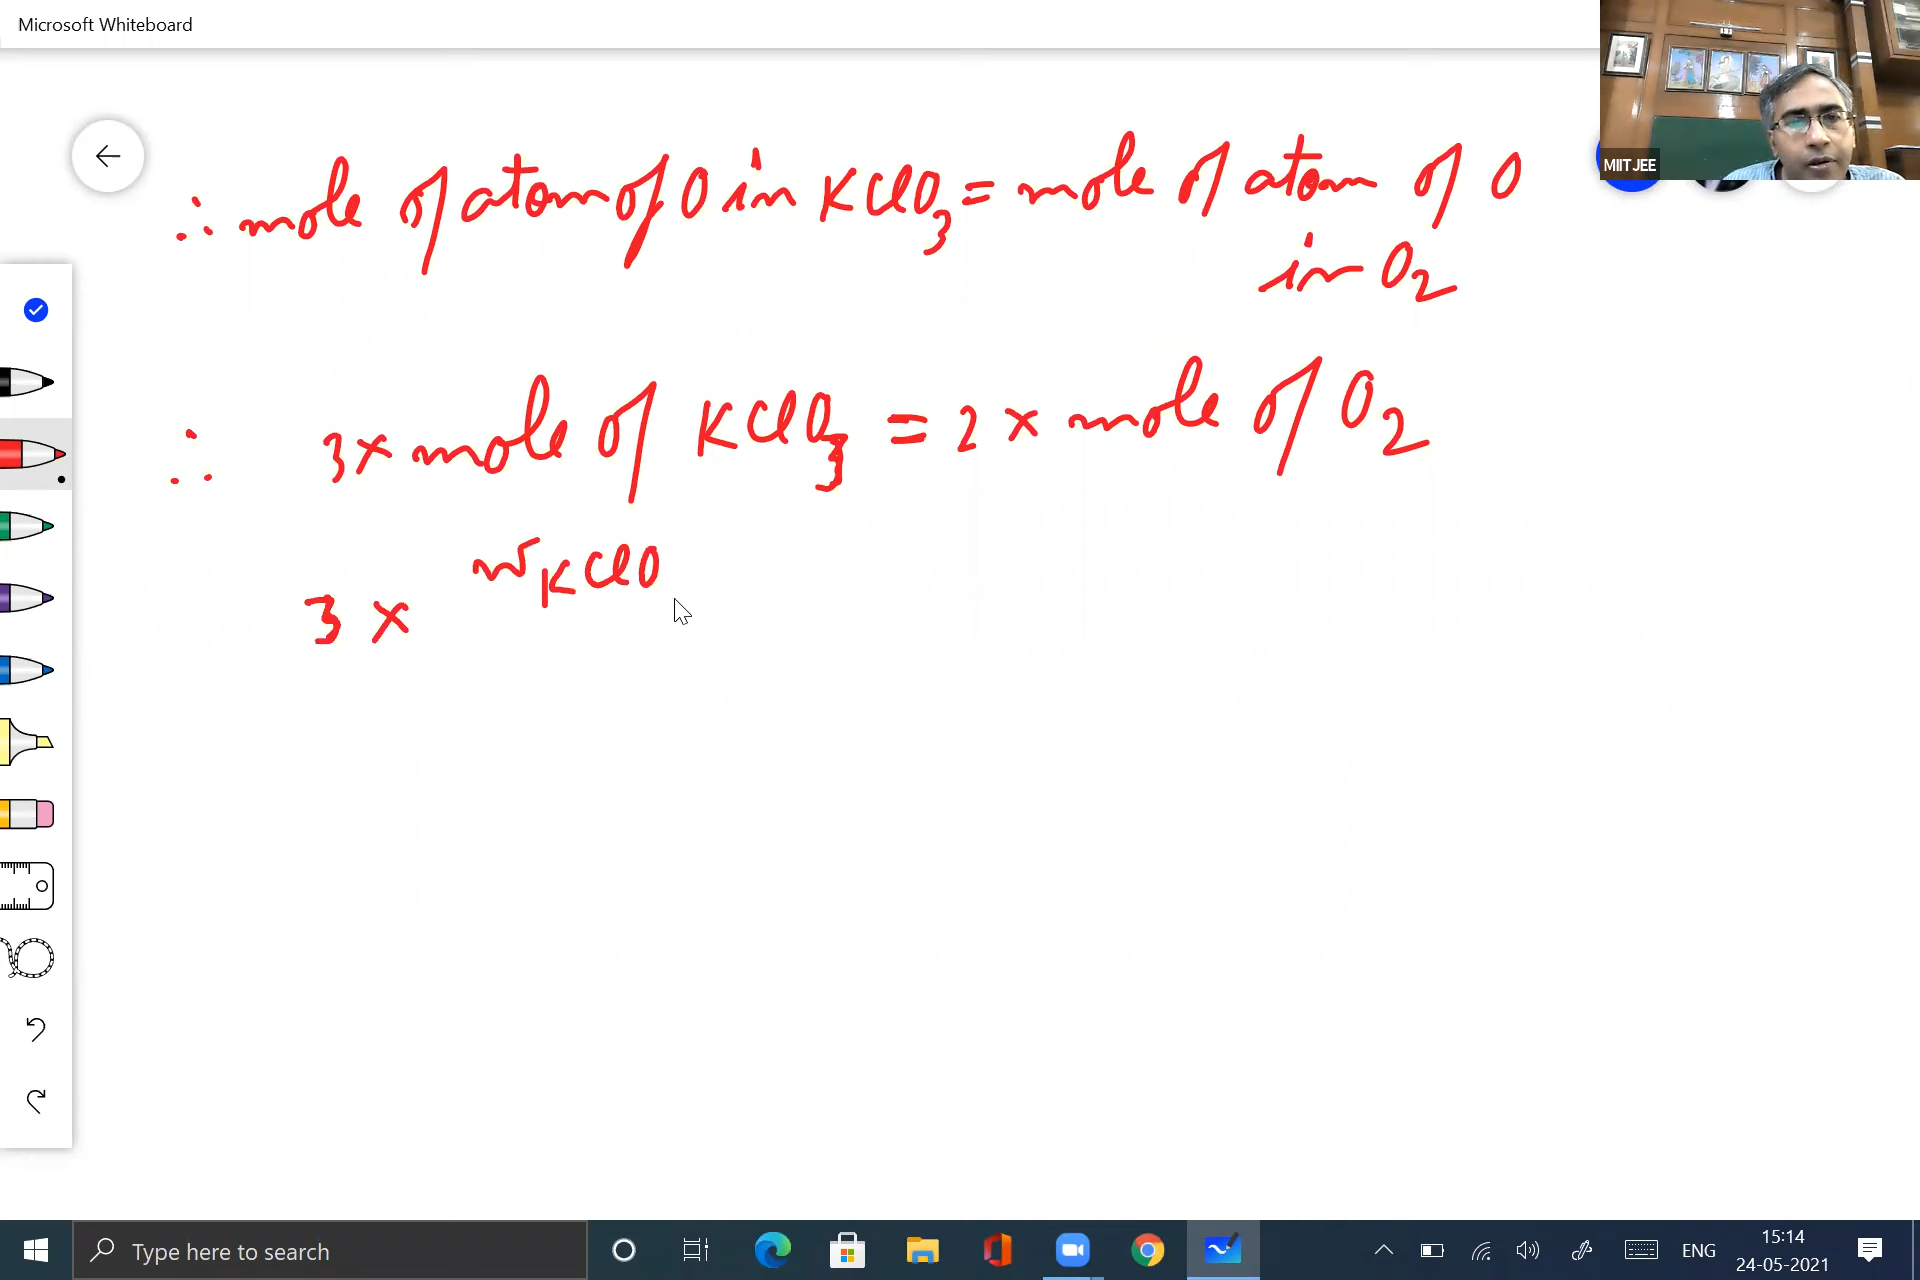 Microsoft Whiteboard
MIIT JEE
∴ mole of atom of O in KClO₃ = mole of atom of O
in O₂
∴ 3 × mole of KClO₃ = 2 × mole of O₂
w KClO
3 ×
Type here to search
ENG
15:14
24-05-2021